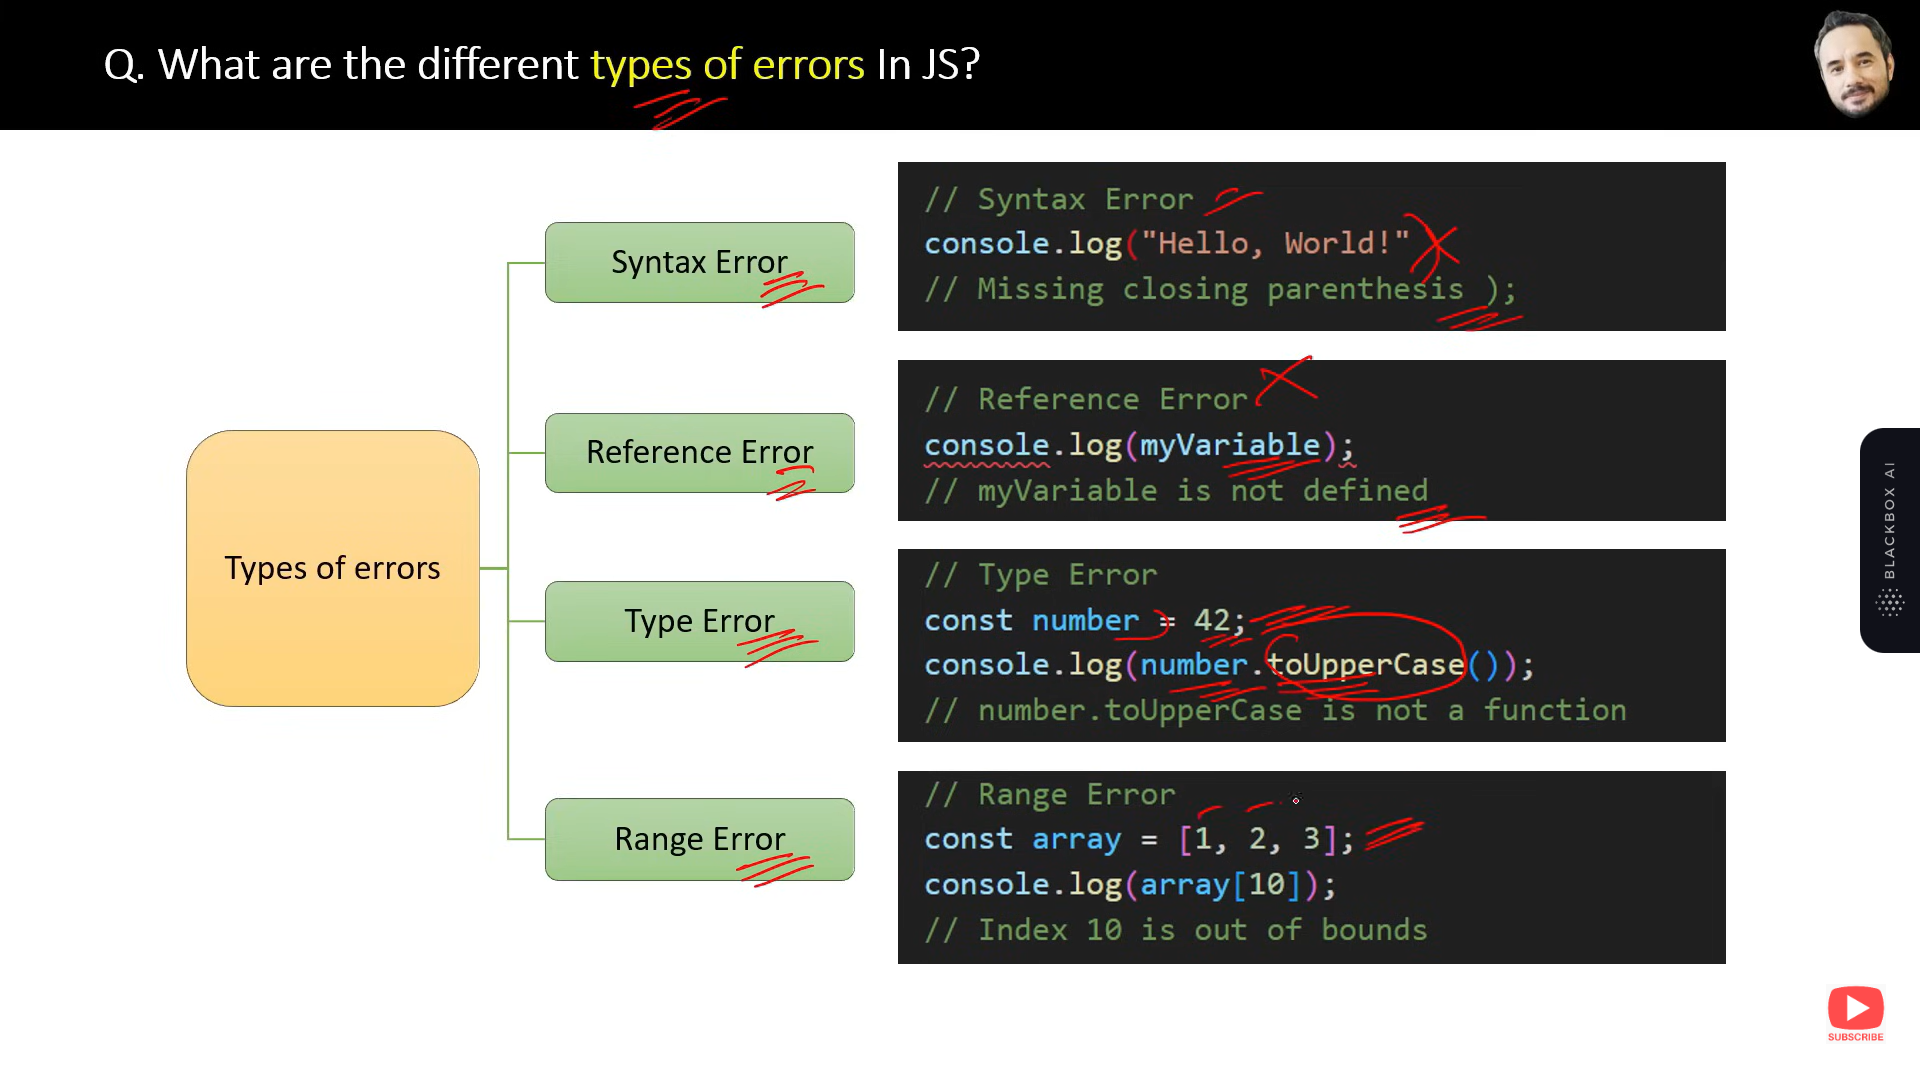 Q. What are the different types of errors In JS?
Types of errors
Syntax Error
Reference Error
Type Error
Range Error
// Syntax Error
console.log("Hello, World!"
// Missing closing parenthesis );
// Reference Error
console.log(myVariable);
// myVariable is not defined
// Type Error
const number = 42;
console.log(number.toUpperCase());
// number.toUpperCase is not a function
// Range Error
const array = [1, 2, 3];
console.log(array[10]);
// Index 10 is out of bounds
BLACKBOX AI
SUBSCRIBE